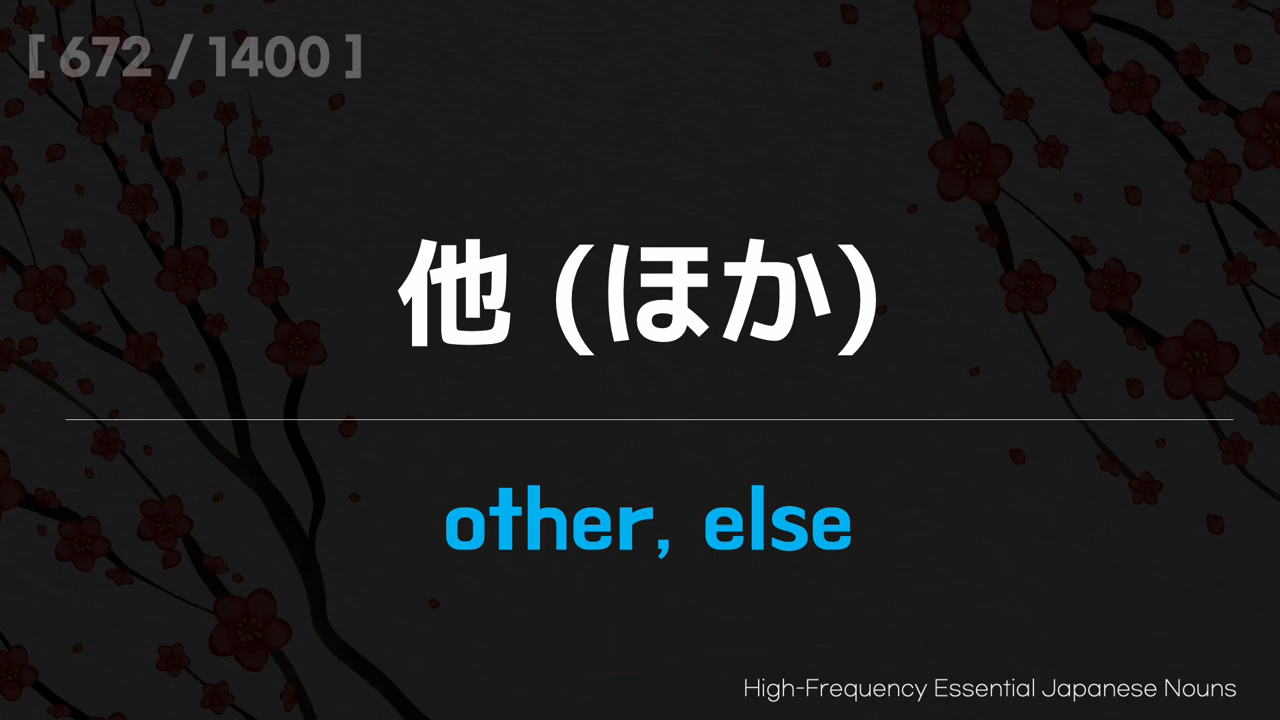 [ 672 / 1400 ]
他 (ほか)
other, else
High-Frequency Essential Japanese Nouns